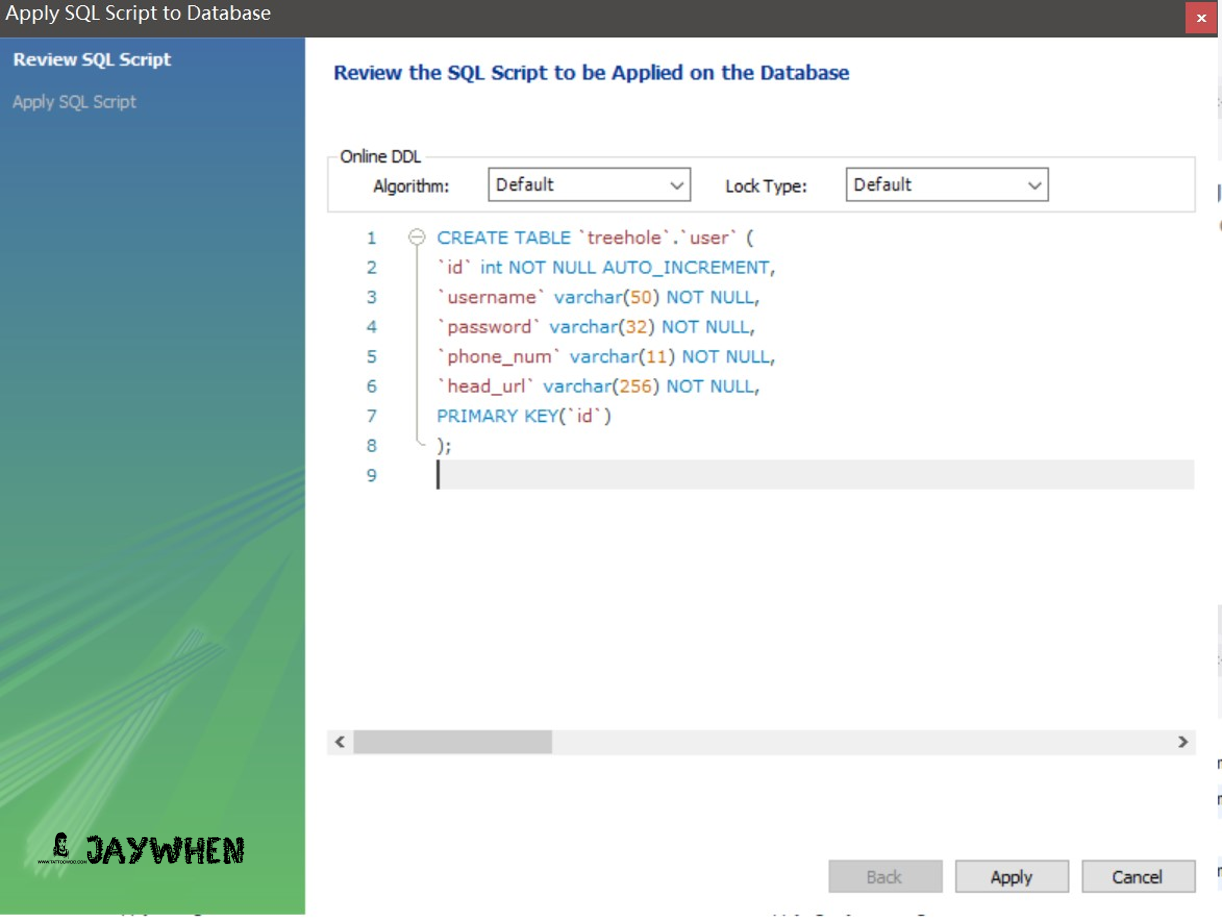 Apply SQL Script to Database
Review SQL Script
Apply SQL Script
Review the SQL Script to be Applied on the Database
Online DDL
Algorithm: Default Lock Type: Default
1 CREATE TABLE `treehole`.`user` (
2 `id` int NOT NULL AUTO_INCREMENT,
3 `username` varchar(50) NOT NULL,
4 `password` varchar(32) NOT NULL,
5 `phone_num` varchar(11) NOT NULL,
6 `head_url` varchar(256) NOT NULL,
7 PRIMARY KEY(`id`)
8 );
9
WWW.TATTOOWOO.COM JAYWHEN
Back Apply Cancel